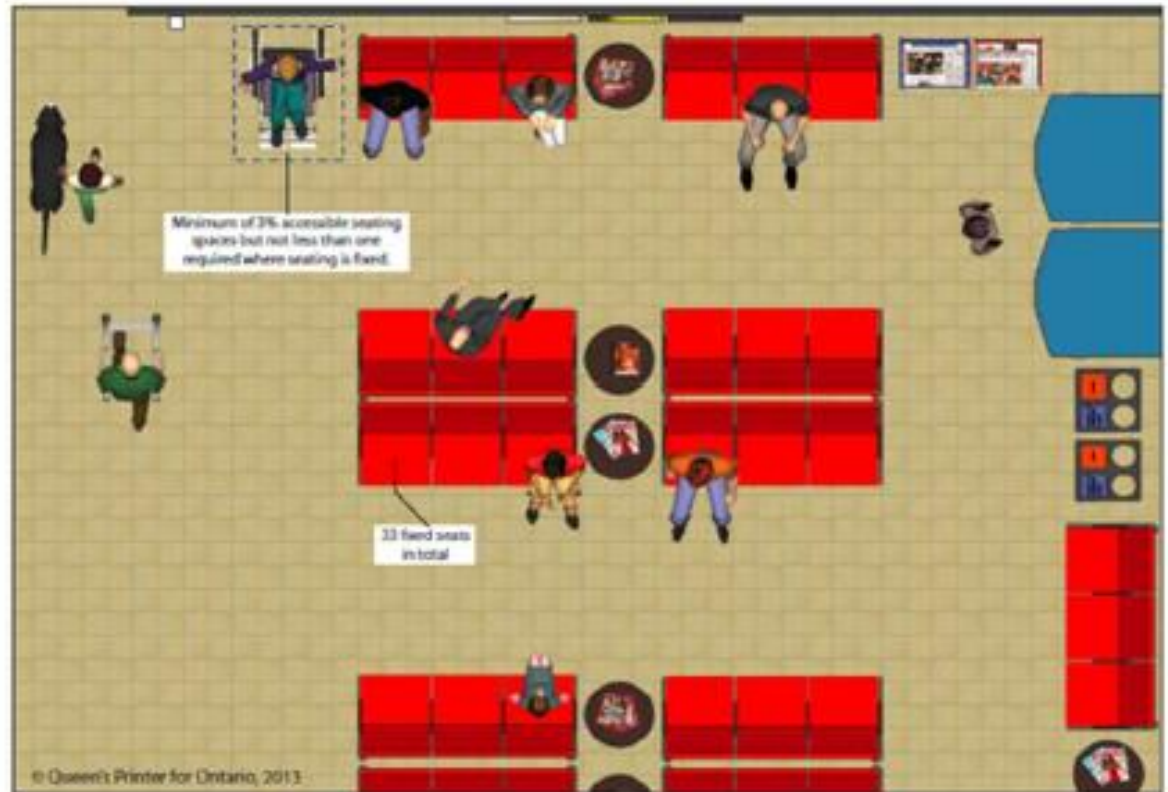 Minimum of 3% accessible seating
spaces but not less than one
required where seating is fixed.
33 fixed seats
in total
© Queen's Printer for Ontario, 2013